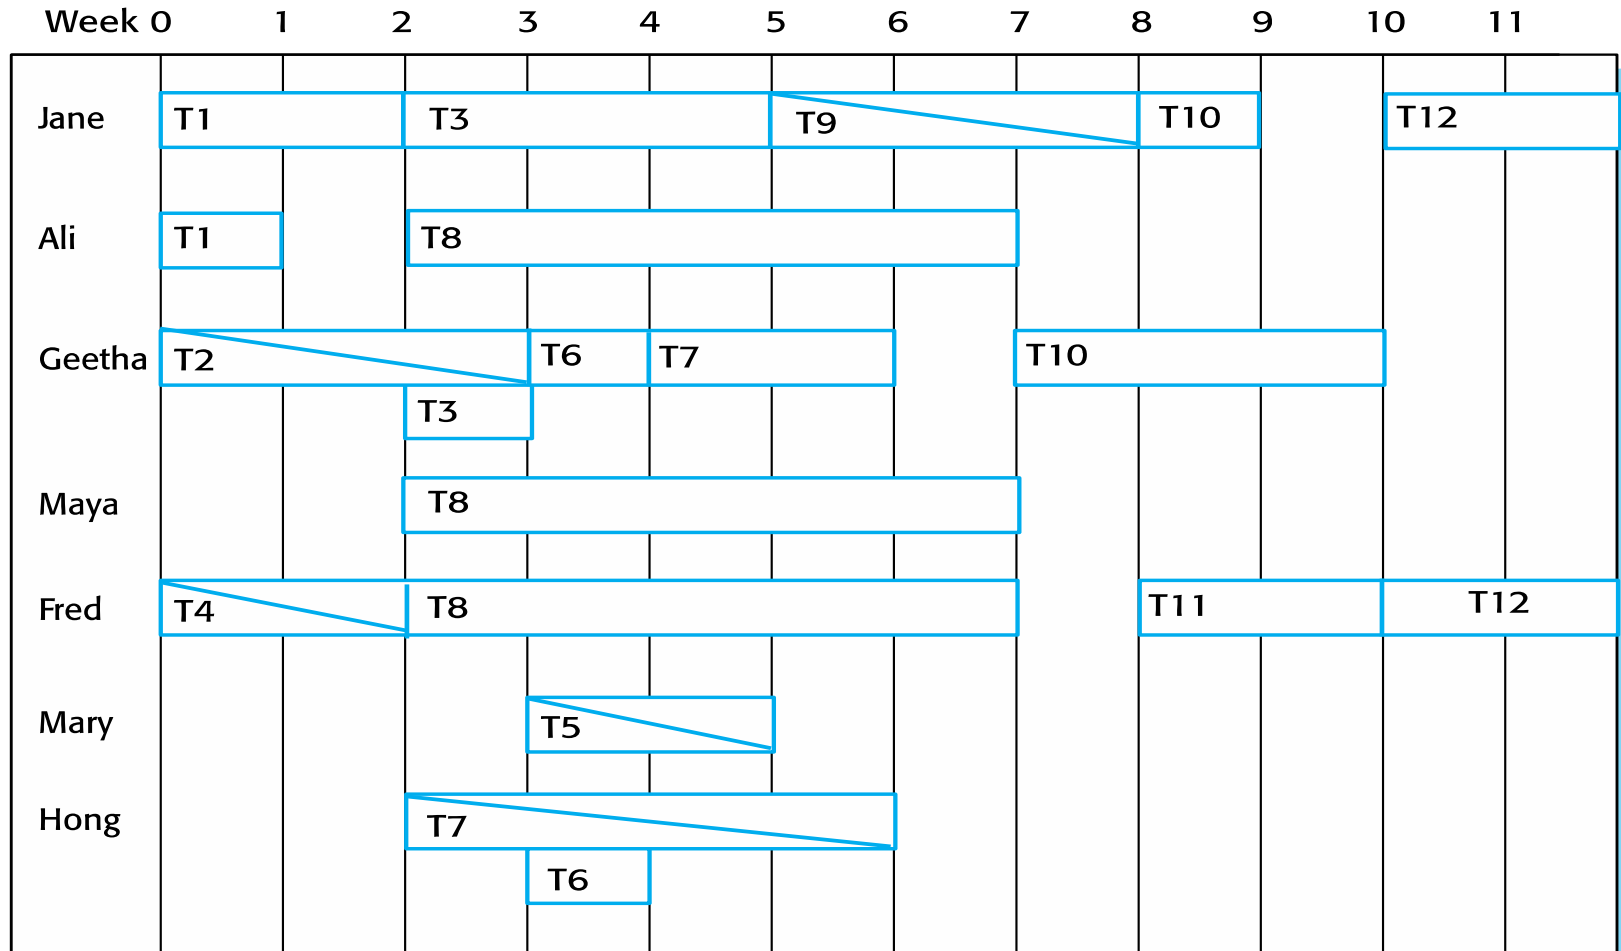 Week 0 1 2 3 4 5 6 7 8 9 10 11
Jane T1 T3 T9 T10 T12
Ali T1 T8
Geetha T2 T6 T7 T10
T3
Maya T8
Fred T4 T8 T11 T12
Mary T5
Hong T7
T6